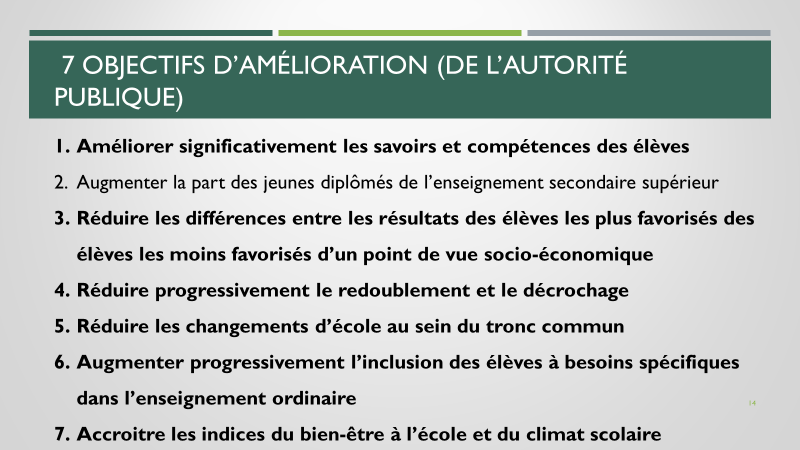 7 OBJECTIFS D’AMÉLIORATION (DE L’AUTORITÉ
PUBLIQUE)
1. Améliorer significativement les savoirs et compétences des élèves
2. Augmenter la part des jeunes diplômés de l’enseignement secondaire supérieur
3. Réduire les différences entre les résultats des élèves les plus favorisés des
élèves les moins favorisés d’un point de vue socio-économique
4. Réduire progressivement le redoublement et le décrochage
5. Réduire les changements d’école au sein du tronc commun
6. Augmenter progressivement l’inclusion des élèves à besoins spécifiques
dans l’enseignement ordinaire
14
7. Accroitre les indices du bien-être à l’école et du climat scolaire